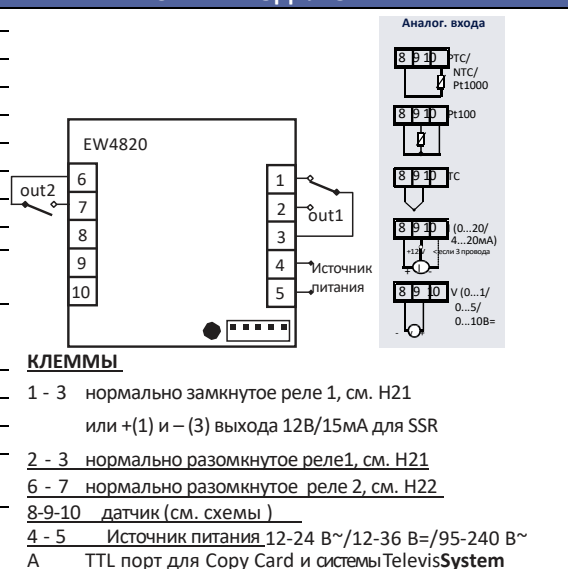 Аналог. входа
8 9 10 PTC/
NTC/
Pt1000
8 9 10 Pt100
8 9 10 TC
8 9 10 I (0...20/
4...20мА)
+12 V <если 3 провода
+ I -
8 9 10 V (0...1/
0...5/
0...10В=
- V +
EW4820
out2
6
7
8
9
10
1
2
3
4
5
out1
Источник
питания
КЛЕММЫ
1 - 3 нормально замкнутое реле 1, см. H21
или +(1) и – (3) выхода 12В/15мА для SSR
2 - 3 нормально разомкнутое реле1, см. H21
6 - 7 нормально разомкнутое реле 2, см. H22
8-9-10 датчик (см. схемы )
4 - 5 Источник питания 12-24 В~/12-36 В=/95-240 В~
A TTL порт для Copy Card и системы TelevisSystem